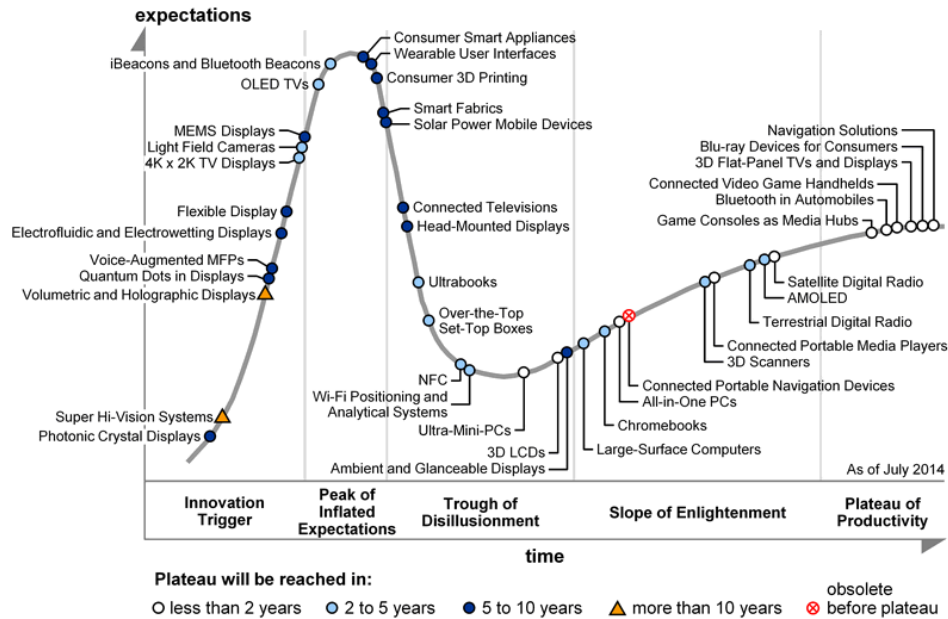 expectations
Consumer Smart Appliances
iBeacons and Bluetooth Beacons
Wearable User Interfaces
OLED TVs
Consumer 3D Printing
Smart Fabrics
MEMS Displays
Solar Power Mobile Devices
Light Field Cameras
4K x 2K TV Displays
Navigation Solutions
Blu-ray Devices for Consumers
3D Flat-Panel TVs and Displays
Connected Video Game Handhelds
Bluetooth in Automobiles
Game Consoles as Media Hubs
Flexible Display
Connected Televisions
Electrofluidic and Electrowetting Displays
Head-Mounted Displays
Voice-Augmented MFPs
Quantum Dots in Displays
Volumetric and Holographic Displays
Ultrabooks
Over-the-Top
Set-Top Boxes
Satellite Digital Radio
AMOLED
Terrestrial Digital Radio
Connected Portable Media Players
3D Scanners
NFC
Wi-Fi Positioning and
Analytical Systems
Connected Portable Navigation Devices
All-in-One PCs
Super Hi-Vision Systems
Chromebooks
Photonic Crystal Displays
Ultra-Mini-PCs
3D LCDs
Large-Surface Computers
Ambient and Glanceable Displays
As of July 2014
Innovation
Trigger
Peak of
Inflated
Expectations
Trough of
Disillusionment
Slope of Enlightenment
Plateau of
Productivity
time
Plateau will be reached in:
less than 2 years
2 to 5 years
5 to 10 years
more than 10 years
obsolete
before plateau